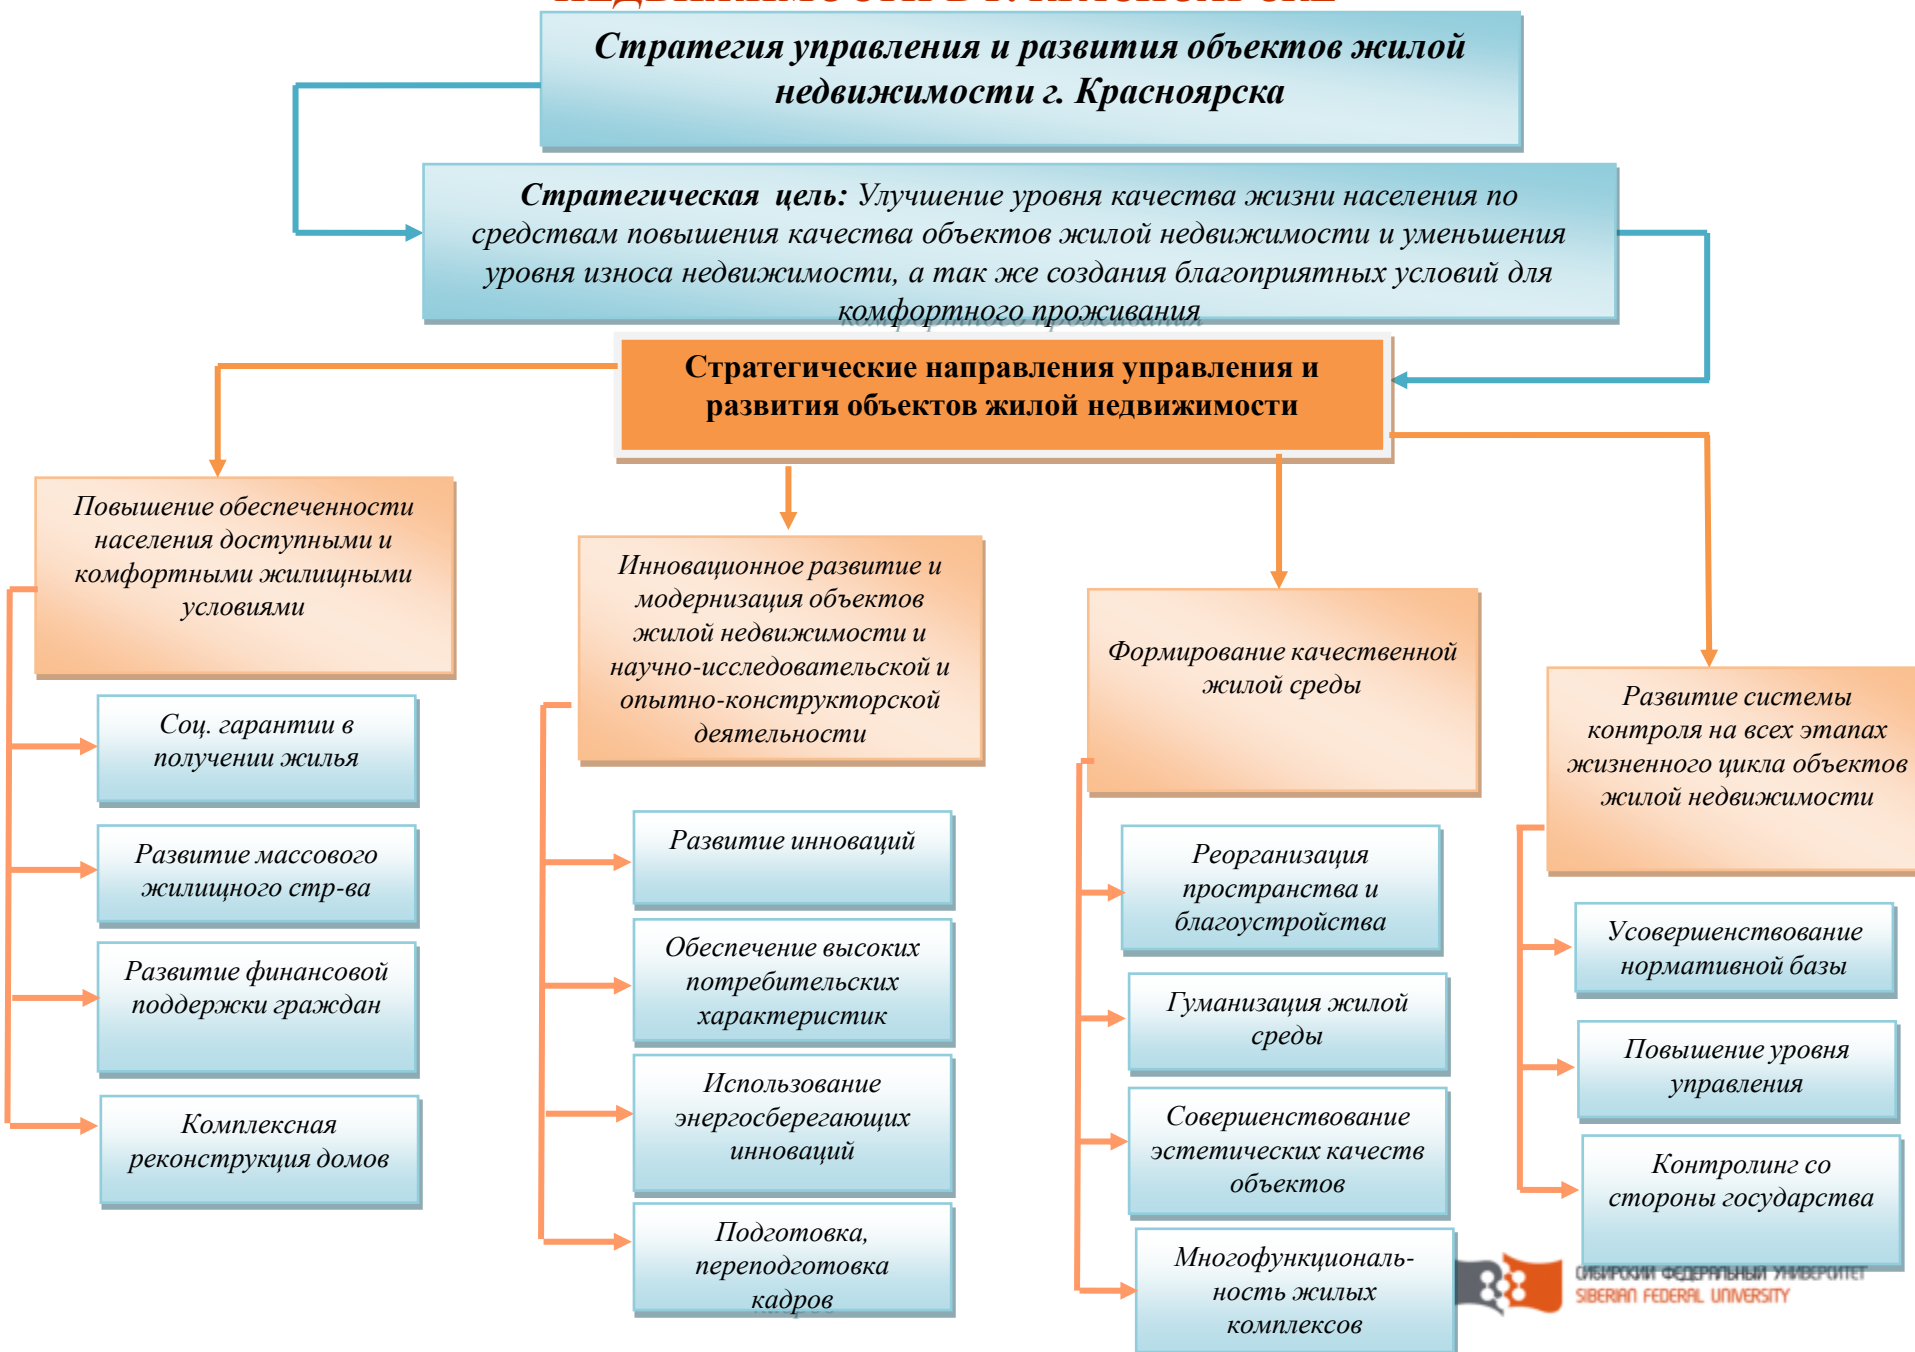 Стратегия управления и развития объектов жилой
недвижимости г. Красноярска
Стратегическая цель: Улучшение уровня качества жизни населения по
средствам повышения качества объектов жилой недвижимости и уменьшения
уровня износа недвижимости, а так же создания благоприятных условий для
комфортного проживания
Стратегические направления управления и
развития объектов жилой недвижимости
Повышение обеспеченности
населения доступными и
комфортными жилищными
условиями
Соц. гарантии в
получении жилья
Развитие массового
жилищного стр-ва
Развитие финансовой
поддержки граждан
Комплексная
реконструкция домов
Инновационное развитие и
модернизация объектов
жилой недвижимости и
научно-исследовательской и
опытно-конструкторской
деятельности
Развитие инноваций
Обеспечение высоких
потребительских
характеристик
Использование
энергосберегающих
инноваций
Подготовка,
переподготовка
кадров
Формирование качественной
жилой среды
Реорганизация
пространства и
благоустройства
Гуманизация жилой
среды
Совершенствование
эстетических качеств
объектов
Многофункциональ-
ность жилых
комплексов
Развитие системы
контроля на всех этапах
жизненного цикла объектов
жилой недвижимости
Усовершенствование
нормативной базы
Повышение уровня
управления
Контролинг со
стороны государства
СИБИРСКИЙ ФЕДЕРАЛЬНЫЙ УНИВЕРСИТЕТ
SIBERIAN FEDERAL UNIVERSITY